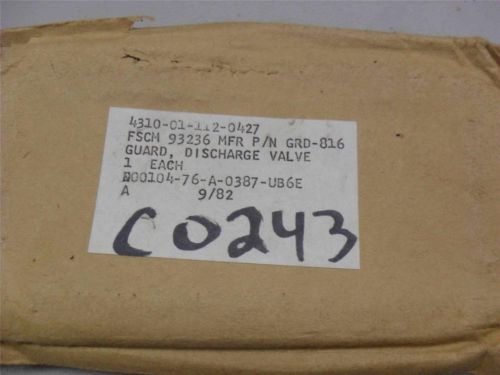 4310-01-112-0427
FSCM 93236 MFR P/N GRD-816
GUARD, DISCHARGE VALVE
1 EACH
N00104-76-A-0387-UB6E
A 9/82
C0243